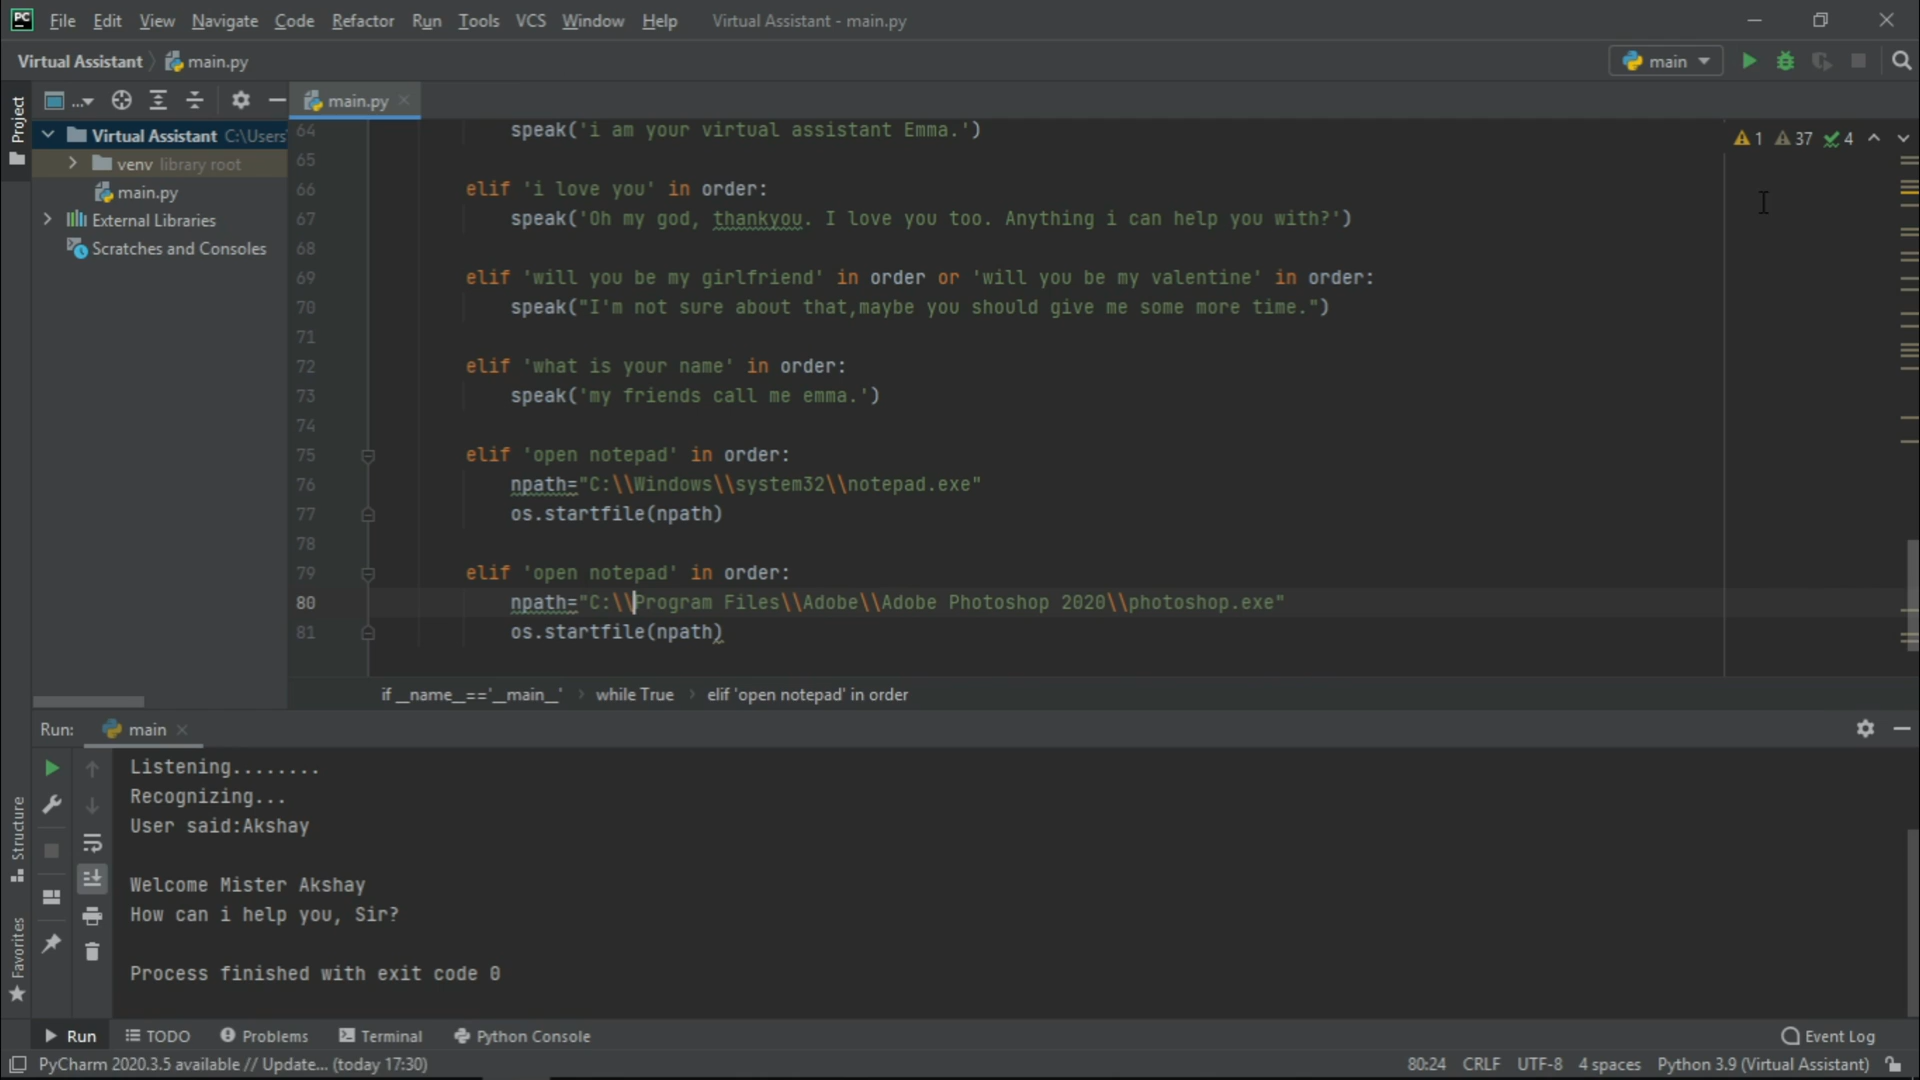 PC File Edit View Navigate Code Refactor Run Tools VCS Window Help Virtual Assistant - main.py
Virtual Assistant main.py main
... main.py
Project
Virtual Assistant C:\Users
venv library root
main.py
External Libraries
Scratches and Consoles
1 37 4
64 speak('i am your virtual assistant Emma.')
65
66 elif 'i love you' in order:
67 speak('Oh my god, thankyou. I love you too. Anything i can help you with?')
68
69 elif 'will you be my girlfriend' in order or 'will you be my valentine' in order:
70 speak("I'm not sure about that,maybe you should give me some more time.")
71
72 elif 'what is your name' in order:
73 speak('my friends call me emma.')
74
75 elif 'open notepad' in order:
76 npath="C:\\Windows\\system32\\notepad.exe"
77 os.startfile(npath)
78
79 elif 'open notepad' in order:
80 npath="C:\\Program Files\\Adobe\\Adobe Photoshop 2020\\photoshop.exe"
81 os.startfile(npath)
if __name__=='__main__' while True elif 'open notepad' in order
Run: main
Listening........
Recognizing...
User said:Akshay
Welcome Mister Akshay
How can i help you, Sir?
Process finished with exit code 0
Structure
Favorites
Run TODO Problems Terminal Python Console Event Log
PyCharm 2020.3.5 available // Update... (today 17:30) 80:24 CRLF UTF-8 4 spaces Python 3.9 (Virtual Assistant)